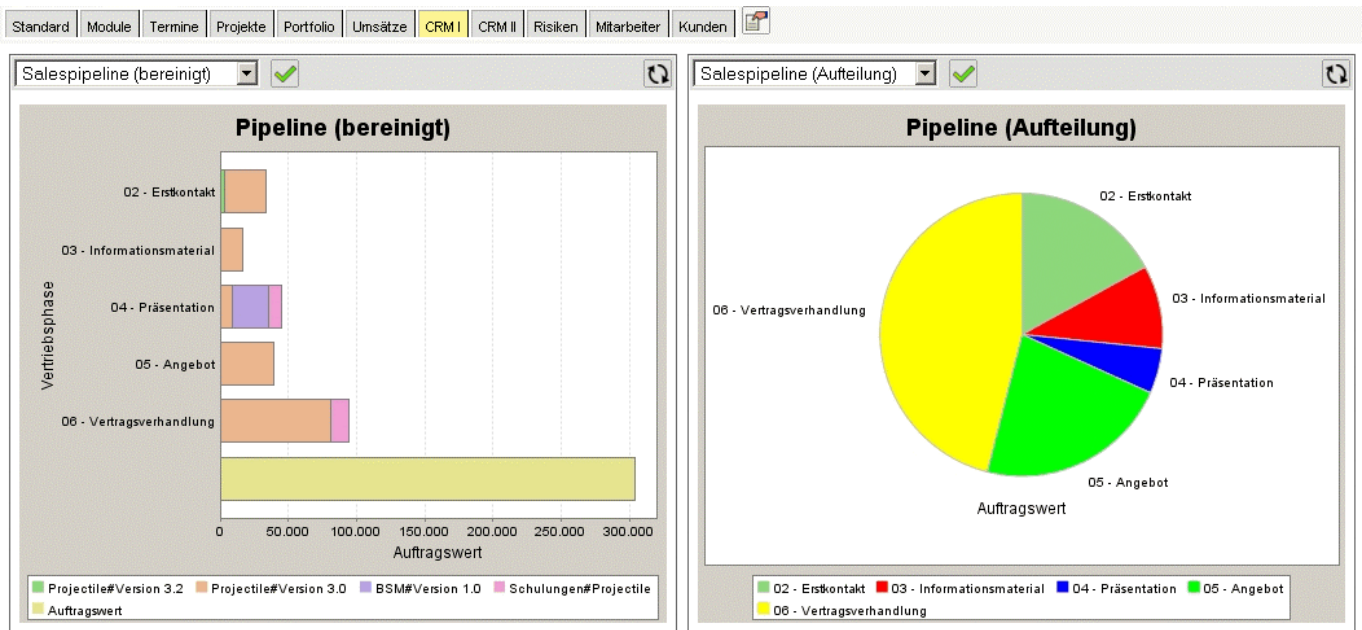 Standard Module Termine Projekte Portfolio Umsätze CRM I CRM II Risiken Mitarbeiter Kunden
Salespipeline (bereinigt)
Pipeline (bereinigt)
Vertriebsphase
02 - Erstkontakt
03 - Informationsmaterial
04 - Präsentation
05 - Angebot
06 - Vertragsverhandlung
0 50.000 100.000 150.000 200.000 250.000 300.000
Auftragswert
Projectile#Version 3.2 Projectile#Version 3.0 BSM#Version 1.0 Schulungen#Projectile
Auftragswert
Salespipeline (Aufteilung)
Pipeline (Aufteilung)
02 - Erstkontakt
03 - Informationsmaterial
06 - Vertragsverhandlung
04 - Präsentation
05 - Angebot
Auftragswert
02 - Erstkontakt 03 - Informationsmaterial 04 - Präsentation 05 - Angebot
06 - Vertragsverhandlung